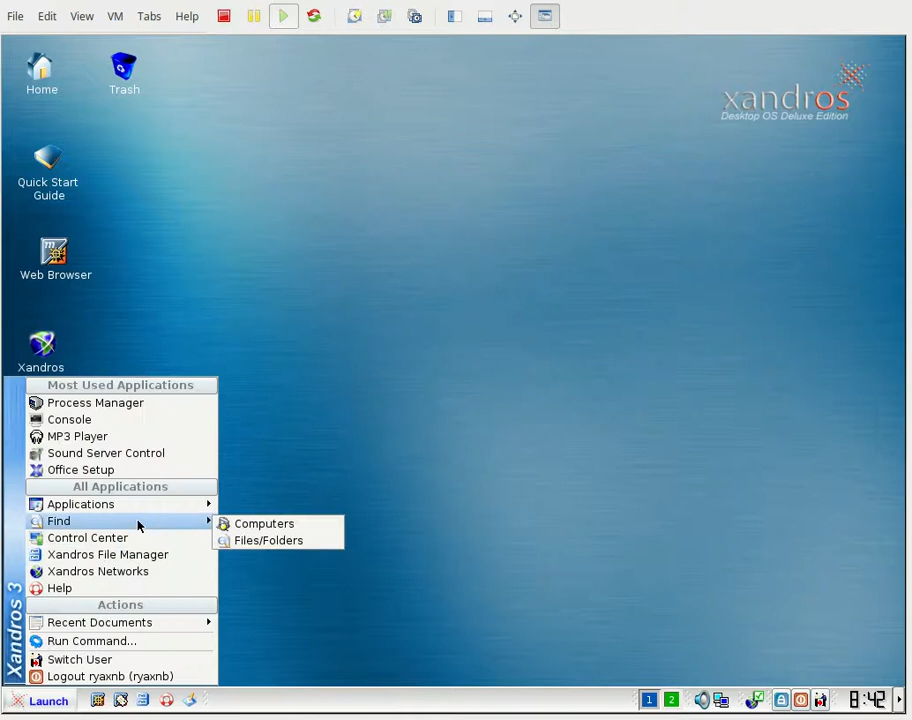 File Edit View VM Tabs Help
Home
Trash
xandros
Desktop OS Deluxe Edition
Quick Start
Guide
Web Browser
Xandros
Most Used Applications
Process Manager
Console
MP3 Player
Sound Server Control
Office Setup
All Applications
Applications
Find
Computers
Files/Folders
Control Center
Xandros File Manager
Xandros Networks
Help
Actions
Recent Documents
Run Command...
Switch User
Logout ryaxnb (ryaxnb)
Xandros 3
Launch
1 2
8:42